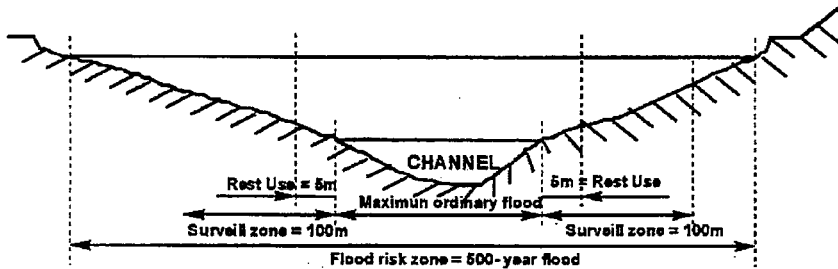 CHANNEL
Rest Use = 5m
5m = Rest Use
Maximun ordinary flood
Surveill zone = 100m
Surveill zone = 100m
Flood risk zone = 500-year flood